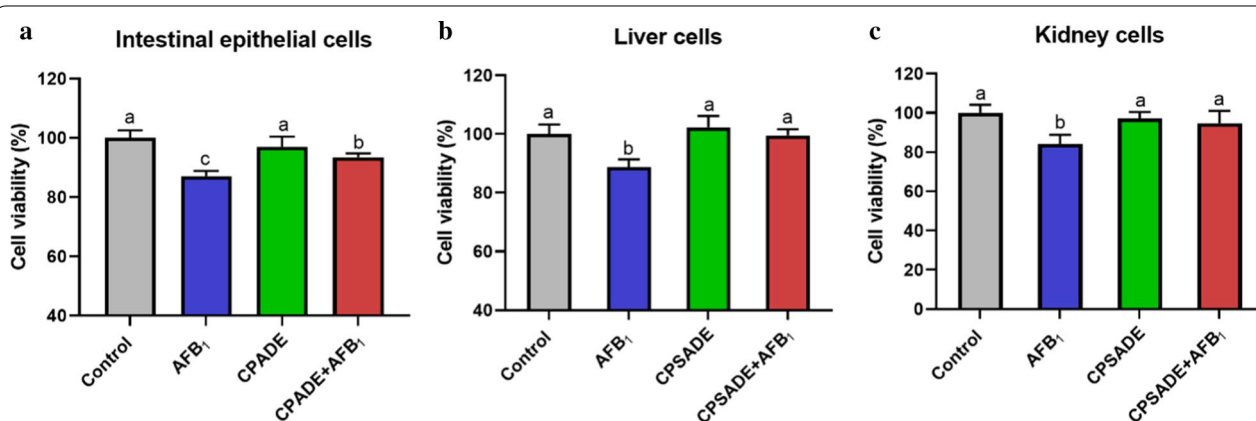 a
Intestinal epithelial cells
Cell viability (%)
120
100
80
60
40
a
c
a
b
Control
AFB₁
CPADE
CPADE+AFB₁
b
Liver cells
Cell viability (%)
120
100
80
60
40
a
b
a
a
Control
AFB₁
CPSADE
CPSADE+AFB₁
c
Kidney cells
Cell viability (%)
120
100
80
60
40
20
0
a
b
a
a
Control
AFB₁
CPSADE
CPSADE+AFB₁